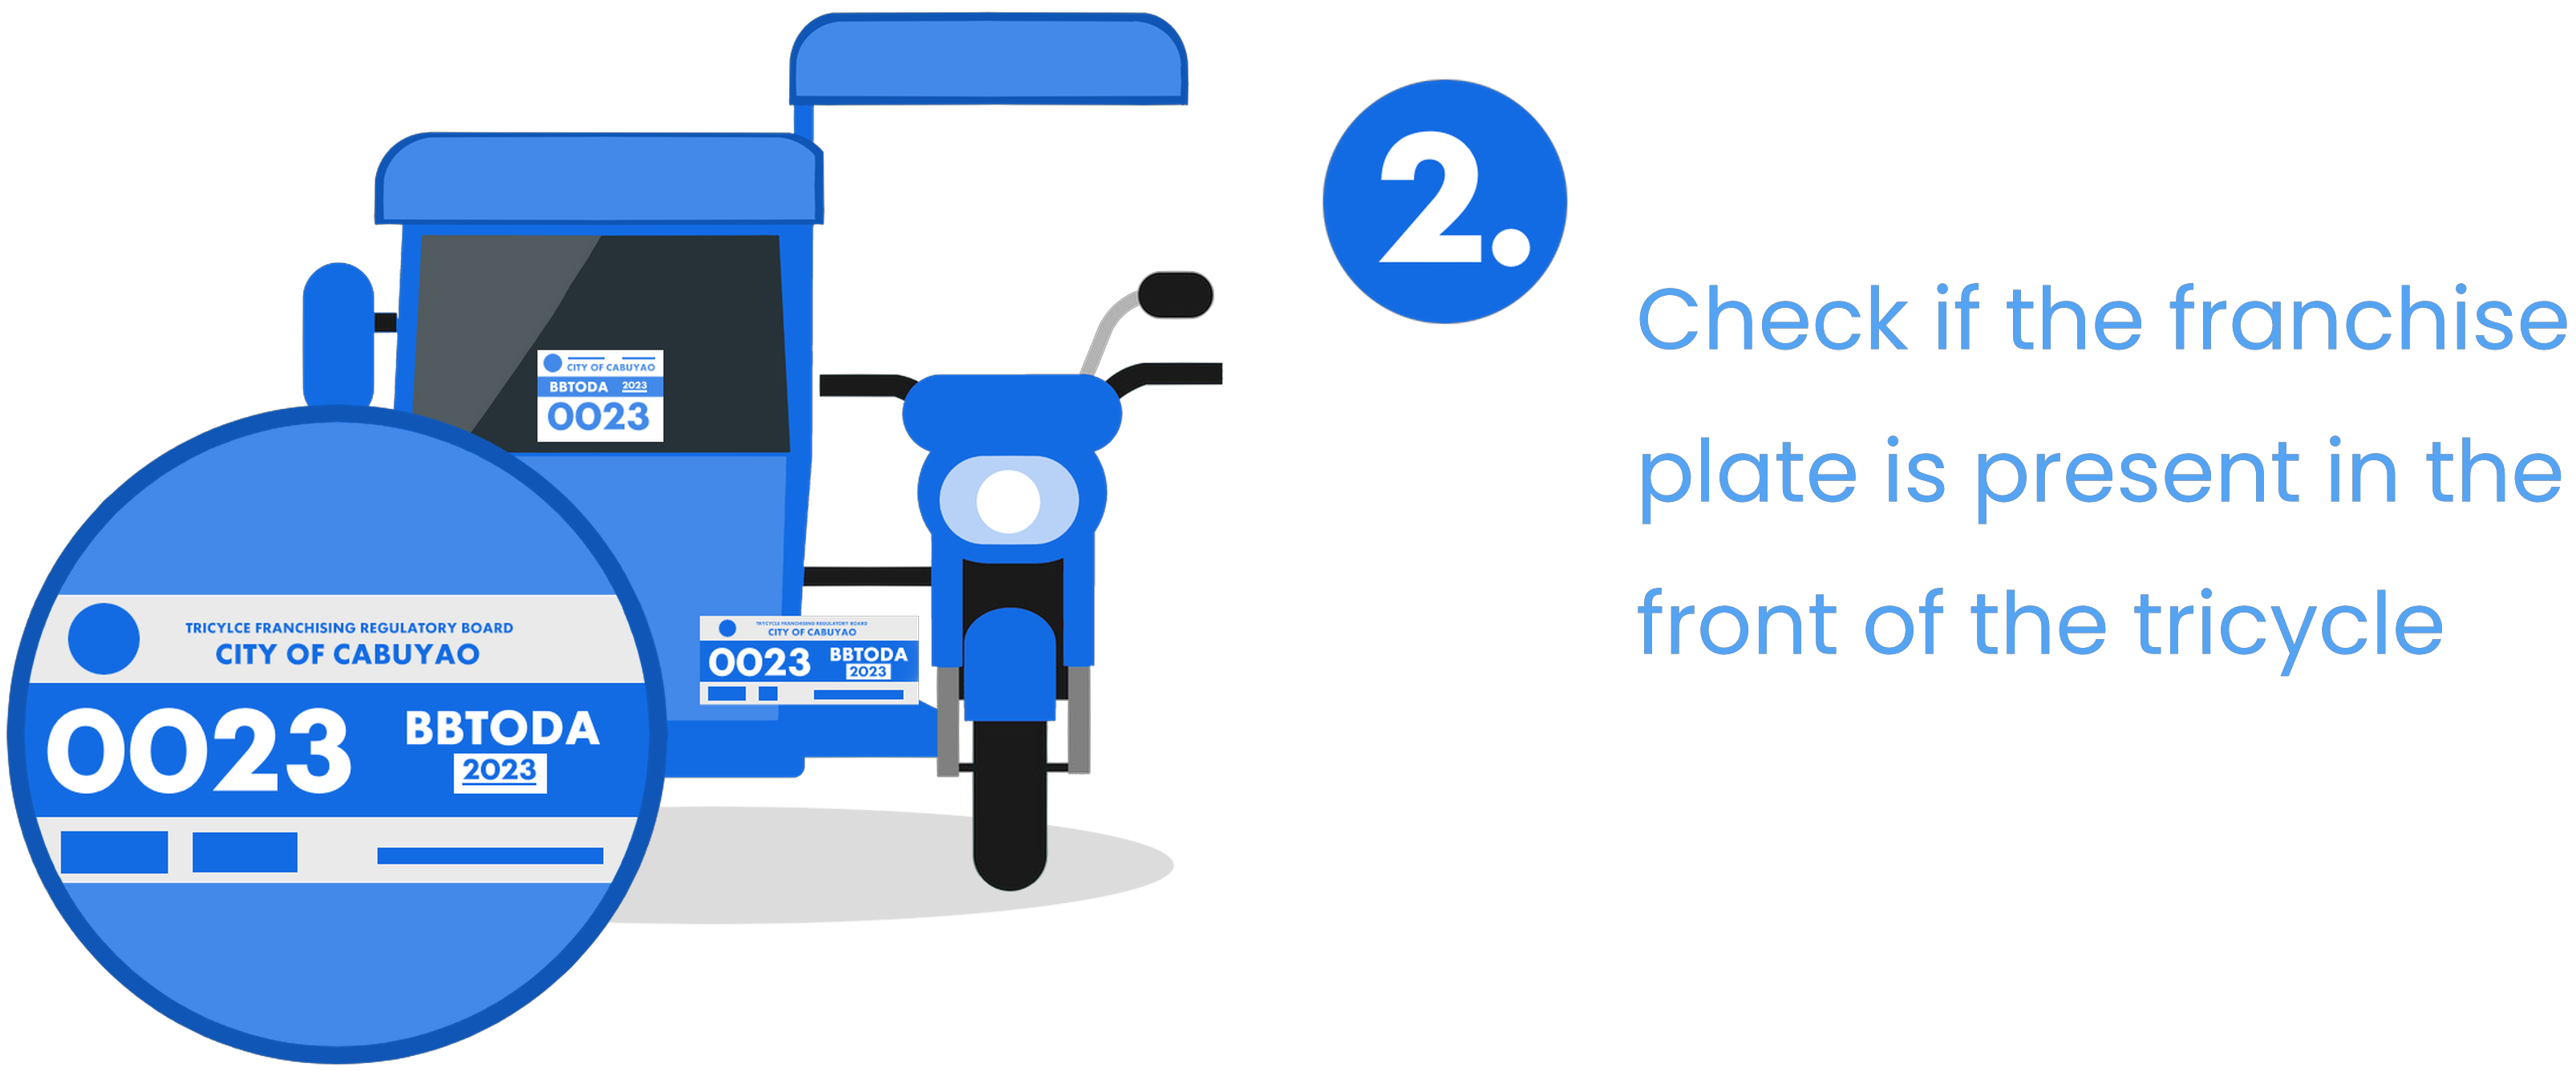 2.
Check if the franchise
plate is present in the
front of the tricycle
CITY OF CABUYAO
BBTODA 2023
0023
TRICYCLE FRANCHISING REGULATORY BOARD
CITY OF CABUYAO
0023 BBTODA
2023
TRICYLCE FRANCHISING REGULATORY BOARD
CITY OF CABUYAO
0023 BBTODA
2023